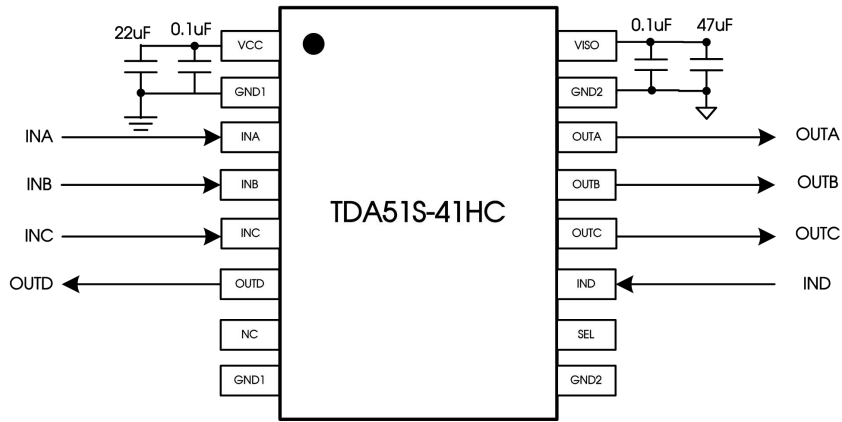 22uF 0.1uF
0.1uF 47uF
VCC
VISO
GND1
GND2
INA
INA
OUTA
OUTA
INB
INB
OUTB
OUTB
TDA51S-41HC
INC
INC
OUTC
OUTC
OUTD
OUTD
IND
IND
NC
SEL
GND1
GND2